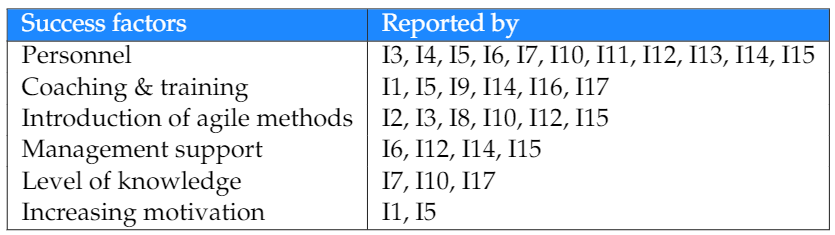 Success factors Reported by
Personnel I3, I4, I5, I6, I7, I10, I11, I12, I13, I14, I15
Coaching & training I1, I5, I9, I14, I16, I17
Introduction of agile methods I2, I3, I8, I10, I12, I15
Management support I6, I12, I14, I15
Level of knowledge I7, I10, I17
Increasing motivation I1, I5